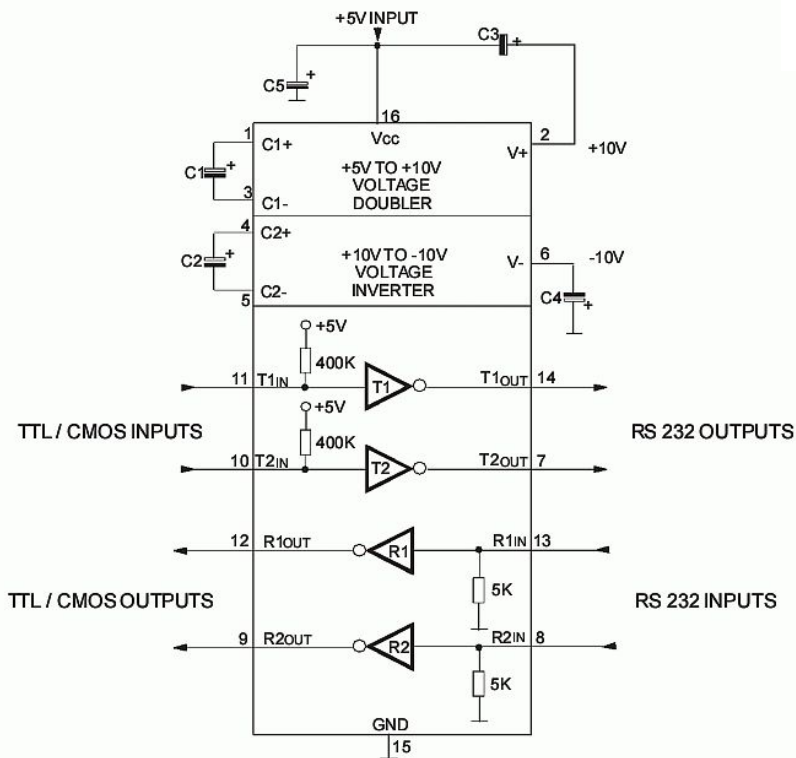 +5V INPUT
C3
+
C5
+
16
Vcc
1
C1+
2
V+
+10V
+5V TO +10V
VOLTAGE
DOUBLER
C1
+
3
C1-
4
C2+
6
V-
-10V
+10V TO -10V
VOLTAGE
INVERTER
C2
+
5
C2-
C4
+
+5V
400K
11
T1IN
T1
T1OUT
14
+5V
400K
TTL / CMOS INPUTS
RS 232 OUTPUTS
10
T2IN
T2
T2OUT
7
12
R1OUT
R1
R1IN
13
5K
TTL / CMOS OUTPUTS
RS 232 INPUTS
9
R2OUT
R2
R2IN
8
5K
GND
15